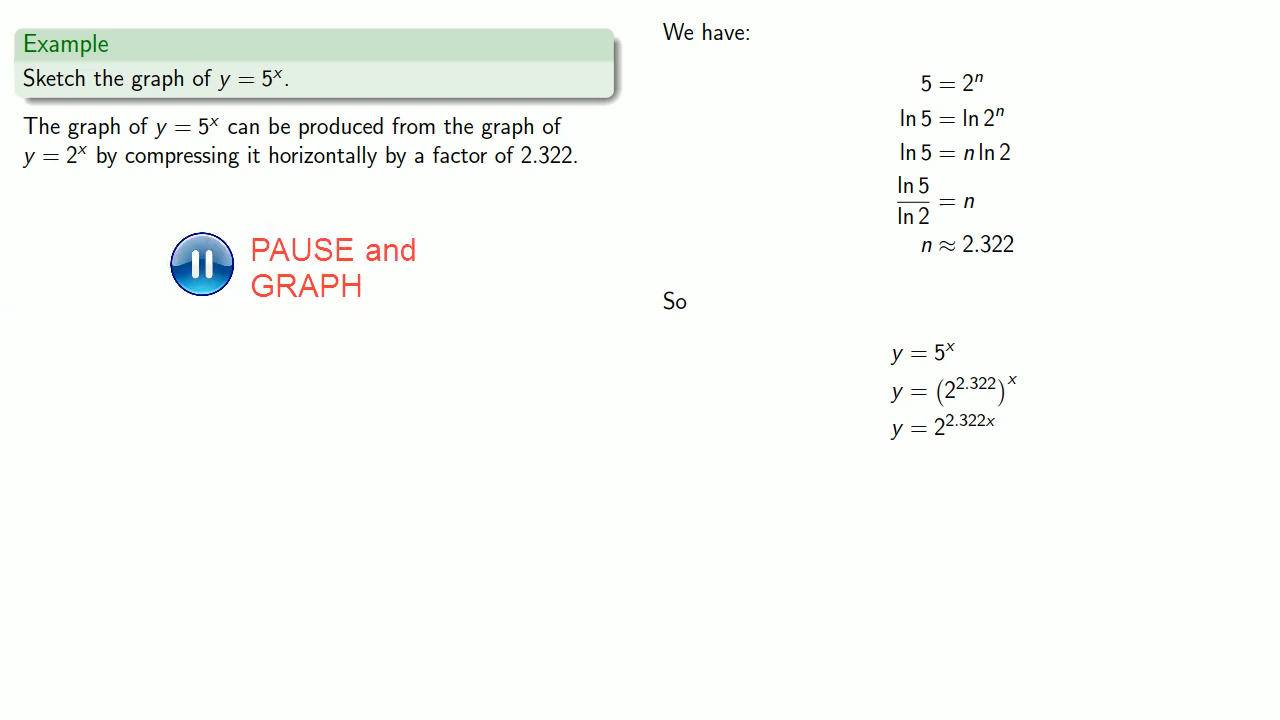 Example
Sketch the graph of y = 5^x.
The graph of y = 5^x can be produced from the graph of
y = 2^x by compressing it horizontally by a factor of 2.322.
PAUSE and
GRAPH
We have:
5 = 2^n
ln 5 = ln 2^n
ln 5 = n ln 2
ln 5 / ln 2 = n
n ≈ 2.322
So
y = 5^x
y = (2^2.322)^x
y = 2^2.322x